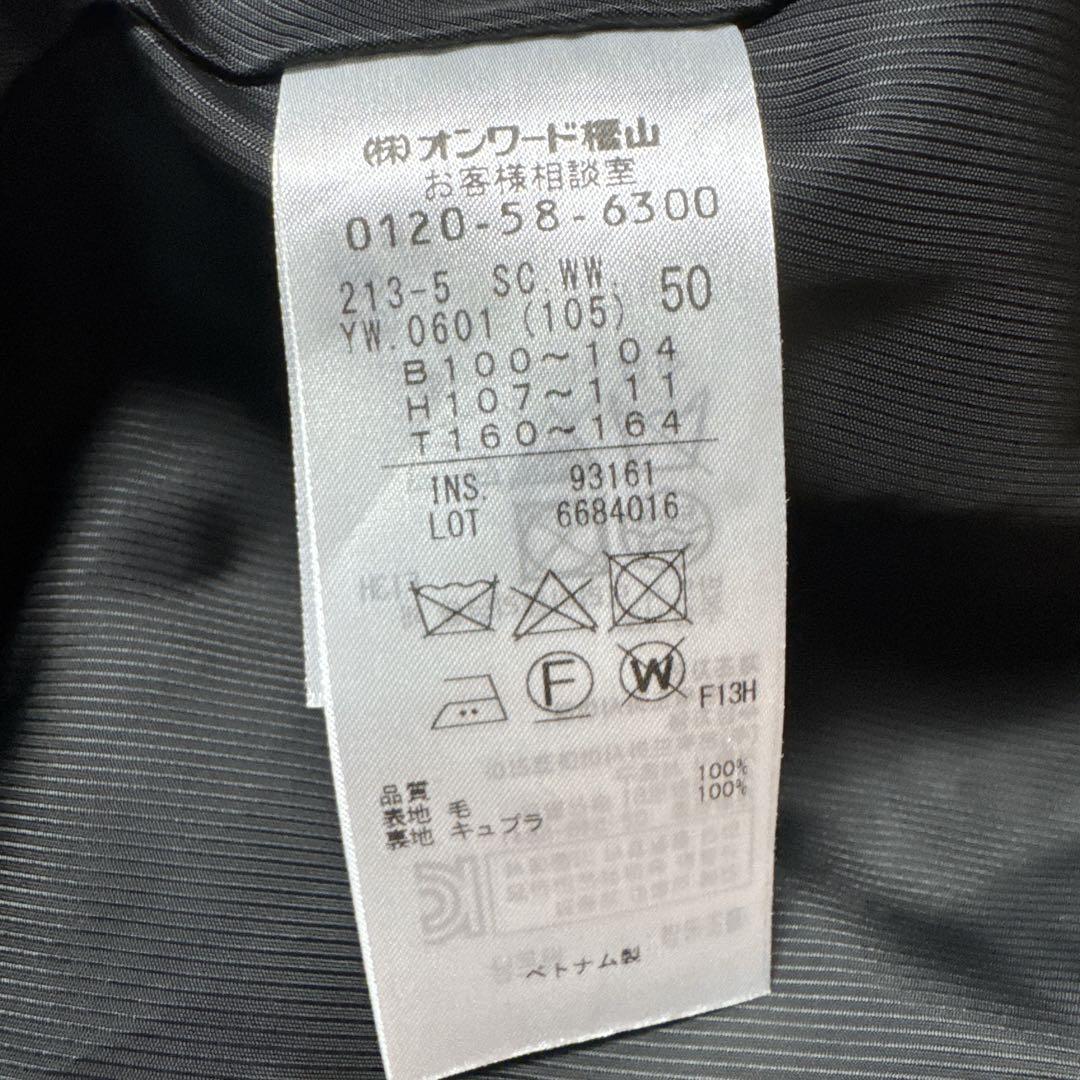 (株)オンワード樫山
お客様相談室
0120-58-6300
213-5 SC.WW. 50
YW.0601 (105)
B100~104
H107~111
T160~164
INS. 93161
LOT 6684016
F
W
F13H
品質
表地 毛 100%
裏地 キュプラ 100%
ベトナム製